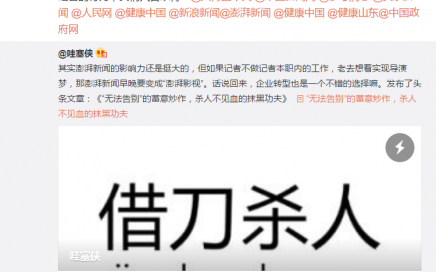 闻 @人民网 @健康中国 @新浪新闻@澎湃新闻 @健康中国 @健康山东@中国政
府网
@哇塞侠
其实澎湃新闻的影响力还是挺大的，但如果记者不做记者本职内的工作，老去想着实现导演
梦，那澎湃新闻早晚要变成“澎湃影视”。话说回来，企业转型也是一个不错的选择嘛。发布了头
条文章：《“无法告别”的蓄意炒作，杀人不见血的抹黑功夫》 “无法告别”的蓄意炒作，杀人
不见血的抹黑功夫
借刀杀人
哇塞侠